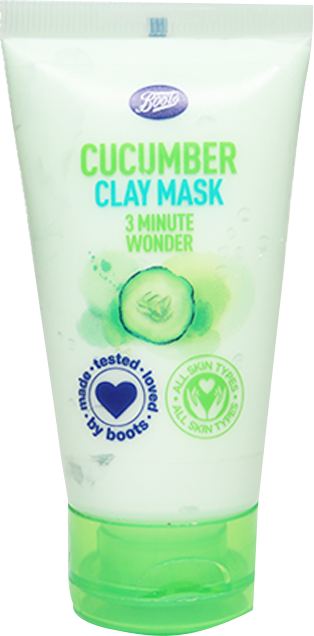 Boots
CUCUMBER
CLAY MASK
3 MINUTE
WONDER
made • tested • loved
• by boots •
ALL SKIN TYPES •
ALL SKIN TYPES •